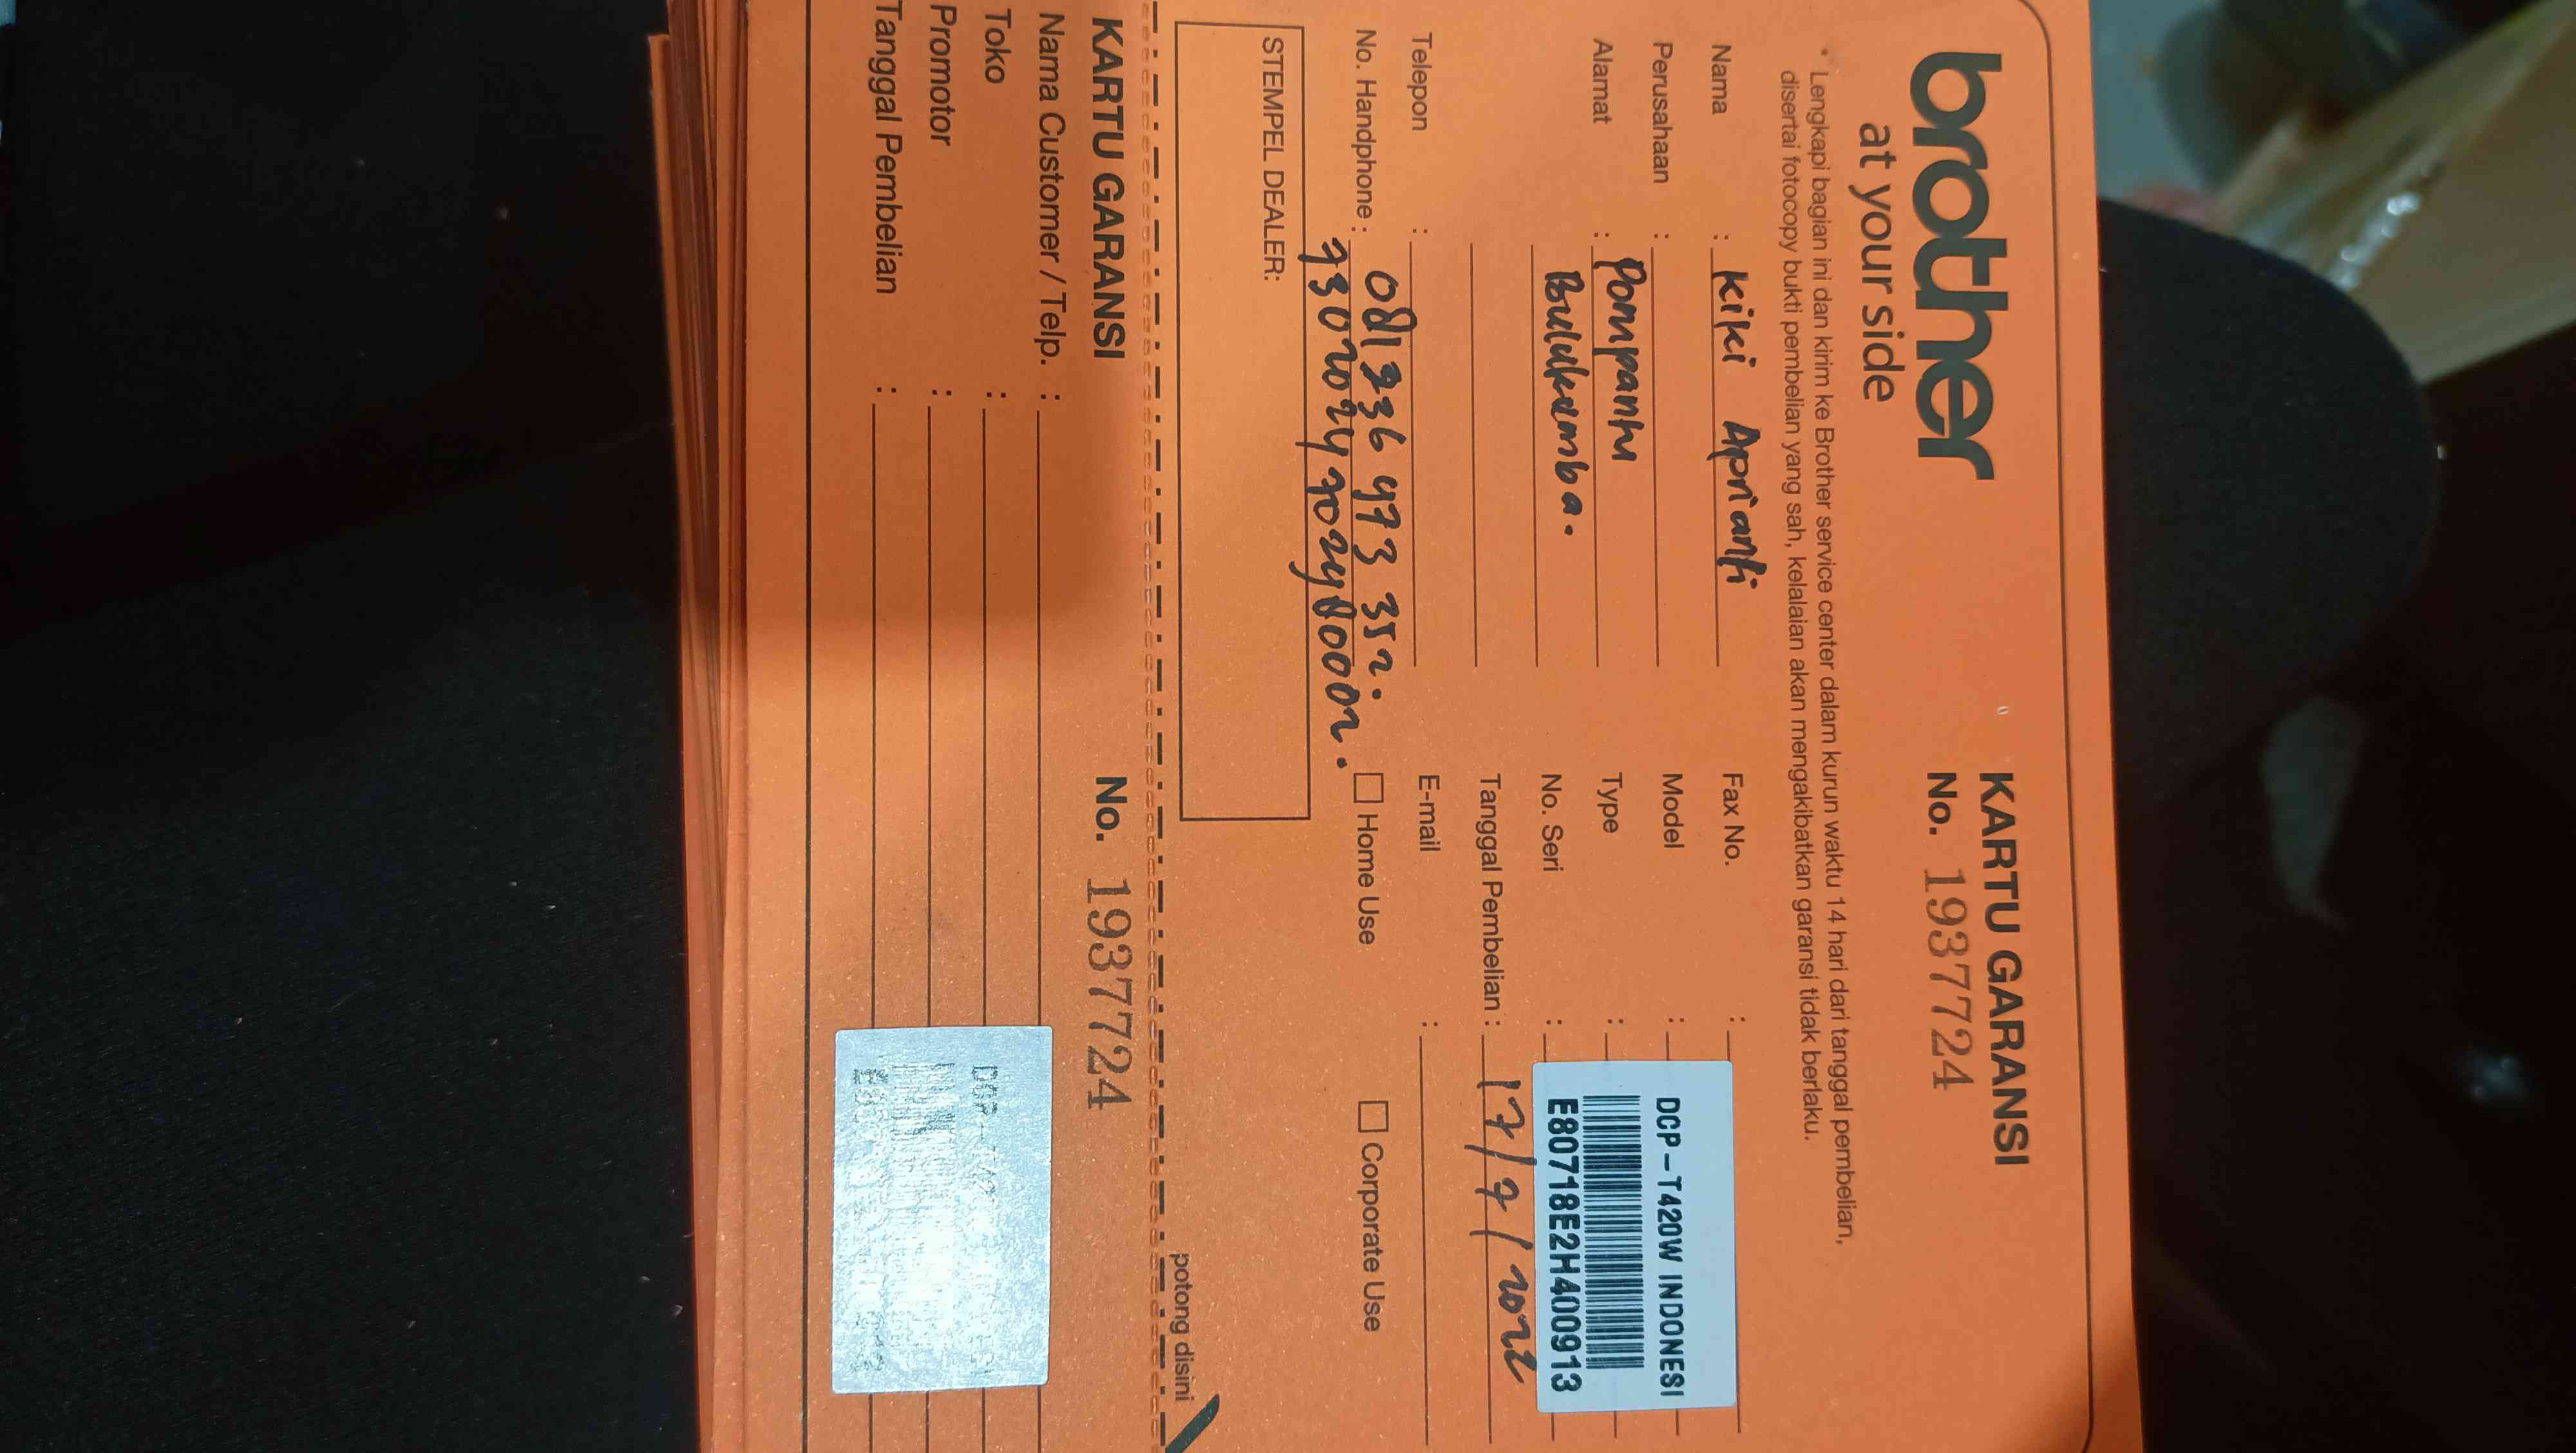 brother
at your side
KARTU GARANSI
No. 1937724
* Lengkapi bagian ini dan kirim ke Brother service center dalam kurun waktu 14 hari dari tanggal pembelian,
disertai fotocopy bukti pembelian yang sah, kelalaian akan mengakibatkan garansi tidak berlaku.
Nama : Kiki Aprianti
Perusahaan :
Alamat : Pompantu
Bulukumba.
Telepon :
No. Handphone : 081 336 973 352.
Fax No. :
Model : DCP-T420W INDONESI
Type :
No. Seri : E80718E2H400913
Tanggal Pembelian : 17/7/2022
E-mail :
Home Use
Corporate Use
STEMPEL DEALER:
potong disini
KARTU GARANSI
No. 1937724
Nama Customer / Telp. :
Toko :
Promotor :
Tanggal Pembelian :